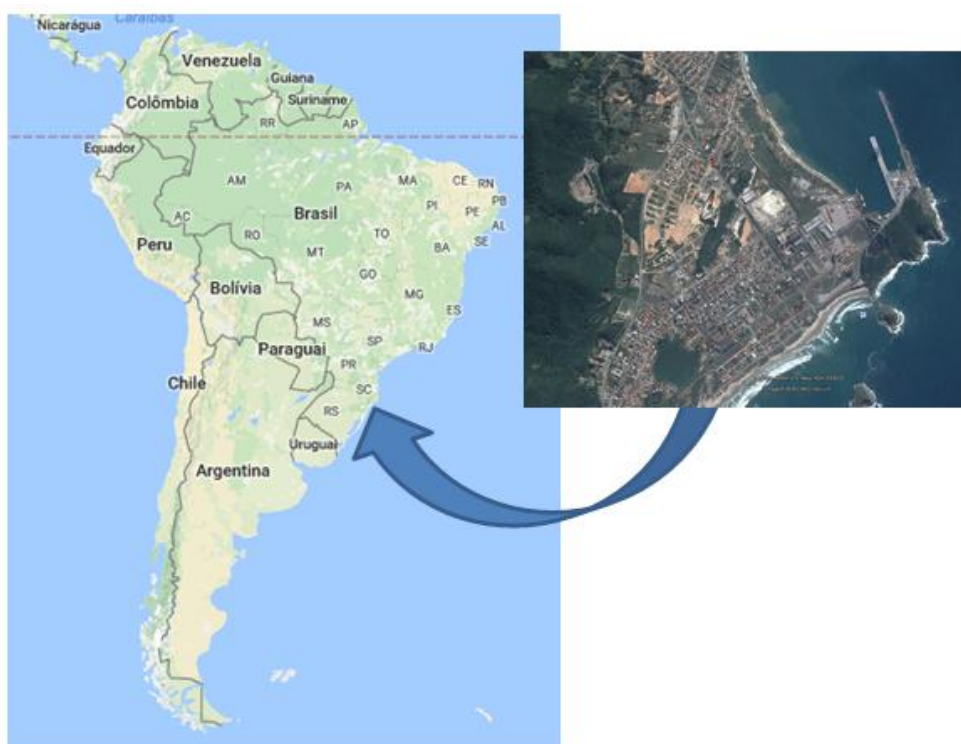 Caraíbas
Nicarágua
Venezuela
Guiana
Suriname
Colômbia
RR
AP
Equador
AM
PA
MA
CE
RN
PB
PI
PE
AL
SE
AC
RO
TO
BA
Brasil
Peru
MT
GO
Bolívia
MG
ES
MS
SP
RJ
Paraguai
PR
Chile
SC
RS
Uruguai
Argentina